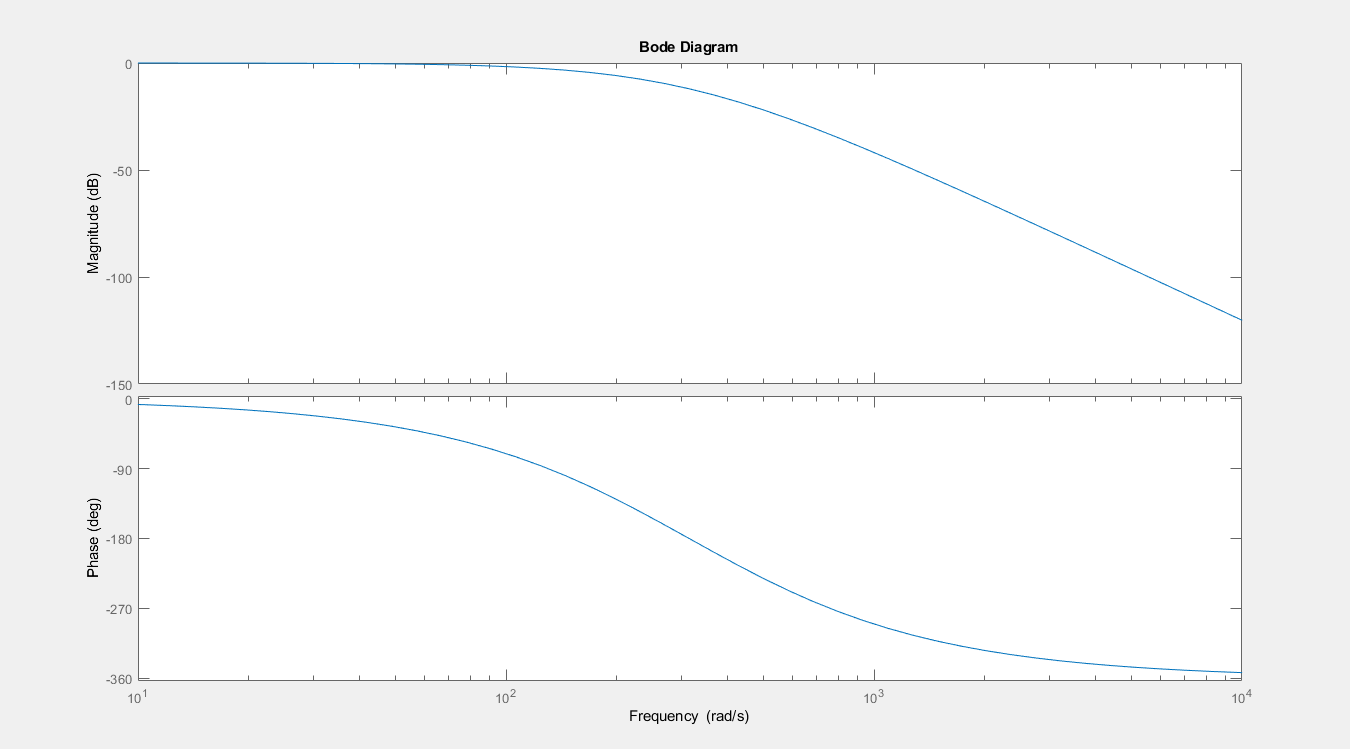 Bode Diagram
Magnitude (dB)
0
-50
-100
-150
Phase (deg)
0
-90
-180
-270
-360
10^1 10^2 10^3 10^4
Frequency (rad/s)